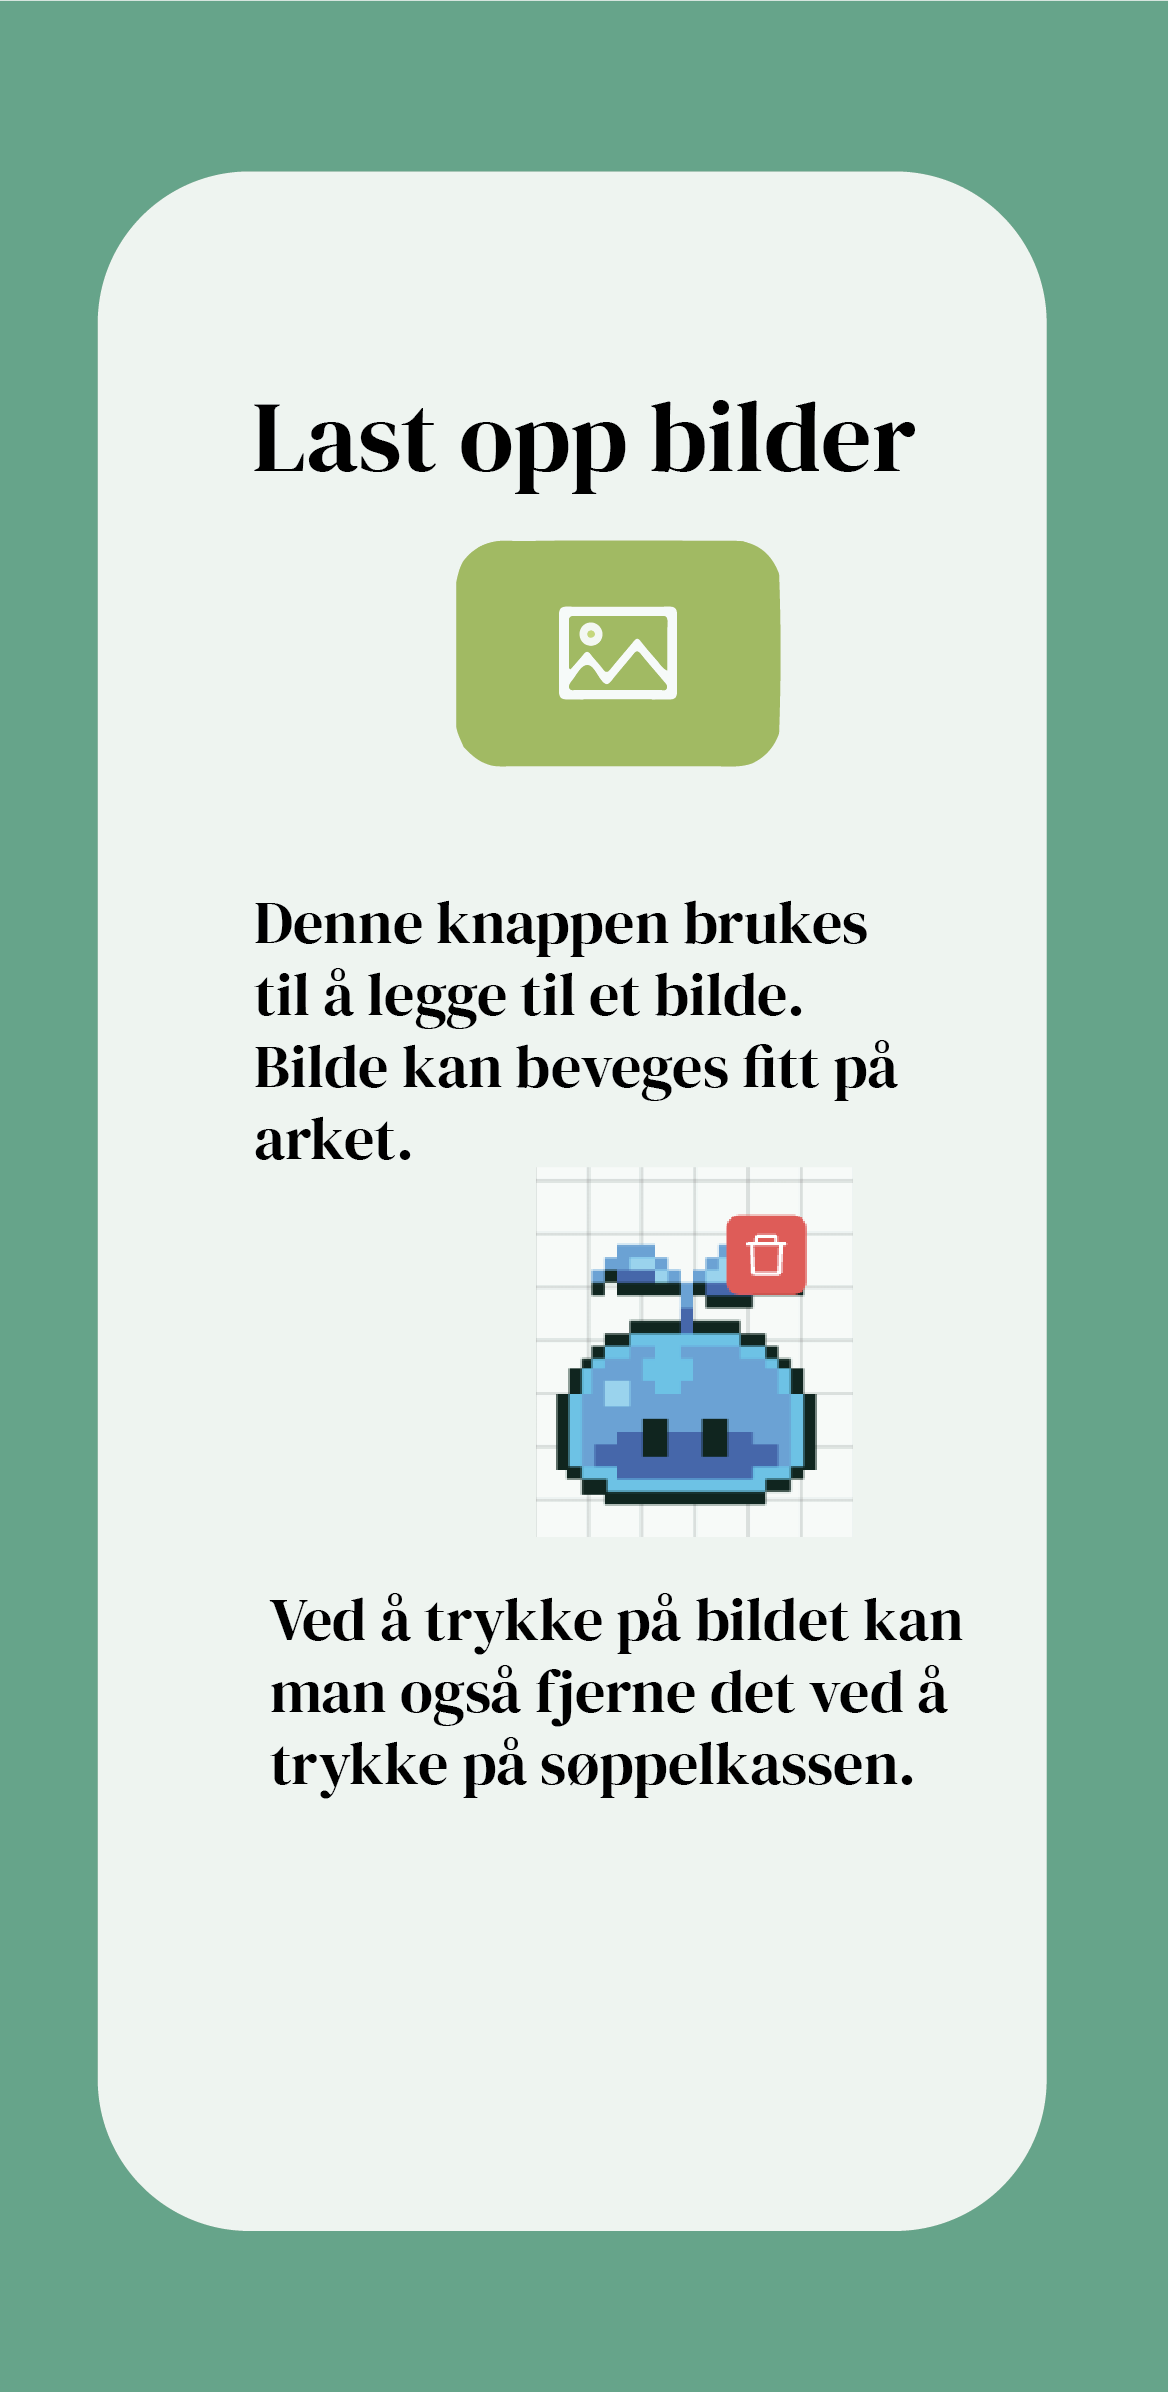 Last opp bilder
Denne knappen brukes
til å legge til et bilde.
Bilde kan beveges fitt på
arket.
Ved å trykke på bildet kan
man også fjerne det ved å
trykke på søppelkassen.